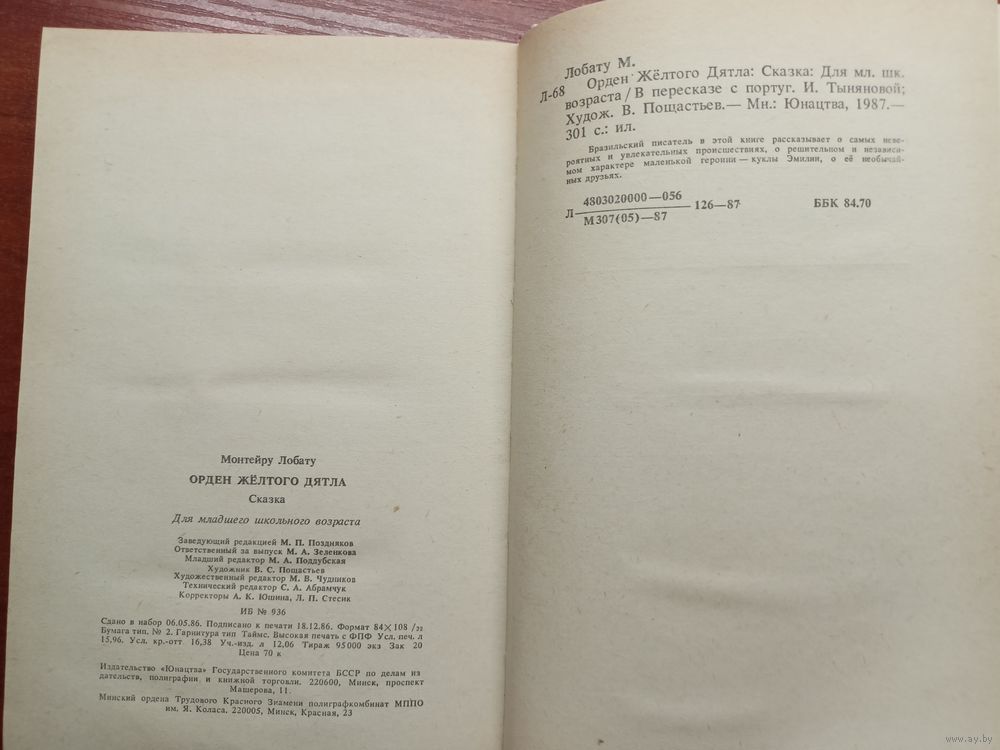 Монтейру Лобату
ОРДЕН ЖЁЛТОГО ДЯТЛА
Сказка
Для младшего школьного возраста
Заведующий редакцией М. П. Поздняков
Ответственный за выпуск М. А. Зеленкова
Младший редактор М. А. Поддубская
Художник В. С. Пощастьев
Художественный редактор М. В. Чудников
Технический редактор С. А. Абрамчук
Корректоры А. К. Юшина, Л. П. Стесик
ИБ № 936
Сдано в набор 06.05.86. Подписано к печати 18.12.86. Формат 84×108 /32
Бумага тип. № 2. Гарнитура тип Таймс. Высокая печать с ФПФ Усл. печ. л
15,96. Усл. кр.-отт. 16,38 Уч.-изд. л 12,06 Тираж 95000 экз Зак 20
Цена 70 к
Издательство «Юнацтва» Государственного комитета БССР по делам из
дательств, полиграфии и книжной торговли. 220600, Минск, проспект
Машерова, 11.
Минский ордена Трудового Красного Знамени полиграфкомбинат МППО
им. Я. Коласа. 220005, Минск, Красная, 23
Лобату М.
Л-68 Орден Жёлтого Дятла: Сказка: Для мл. шк.
возраста/В пересказе с португ. И. Тыняновой;
Худож. В. Пощастьев.— Мн.: Юнацтва, 1987.—
301 с.: ил.
Бразильский писатель в этой книге рассказывает о самых неве-
роятных и увлекательных происшествиях, о решительном и независи-
мом характере маленькой героини — куклы Эмилии, о её необычай-
ных друзьях.
Л 4803020000—056
М307(05)—87 126—87 ББК 84.70
www.ay.by